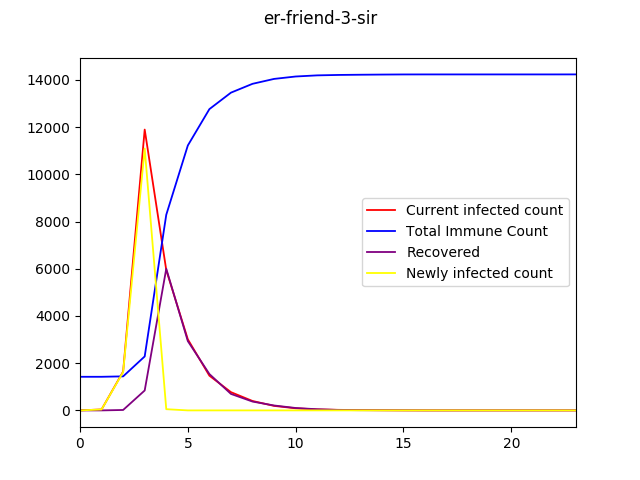 er-friend-3-sir
14000
12000
10000
8000
6000
4000
2000
0
Current infected count
Total Immune Count
Recovered
Newly infected count
0 5 10 15 20